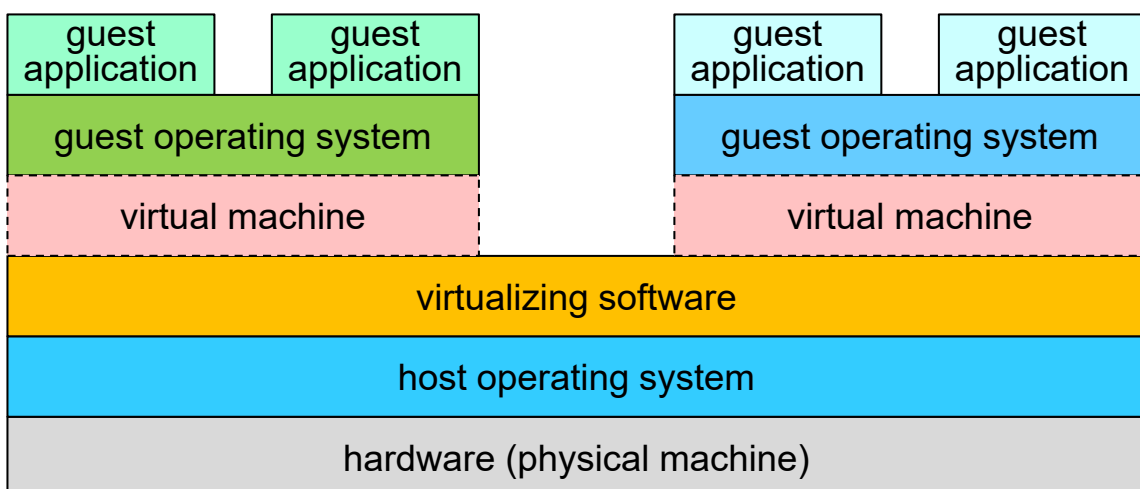 guest
application
guest
application
guest
application
guest
application
guest operating system
guest operating system
virtual machine
virtual machine
virtualizing software
host operating system
hardware (physical machine)